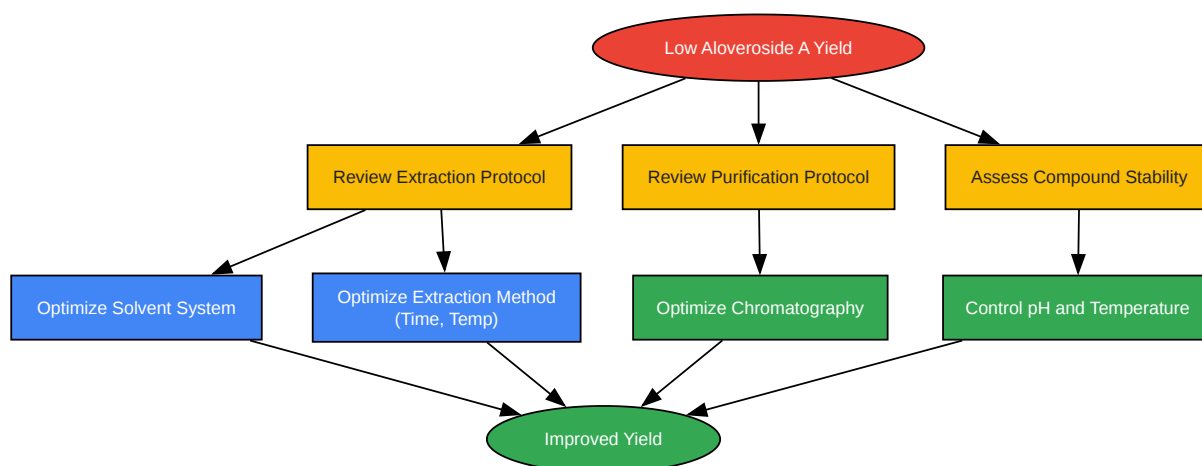 Low Aloveroside A Yield
Review Extraction Protocol
Review Purification Protocol
Assess Compound Stability
Optimize Solvent System
Optimize Extraction Method
(Time, Temp)
Optimize Chromatography
Control pH and Temperature
Improved Yield